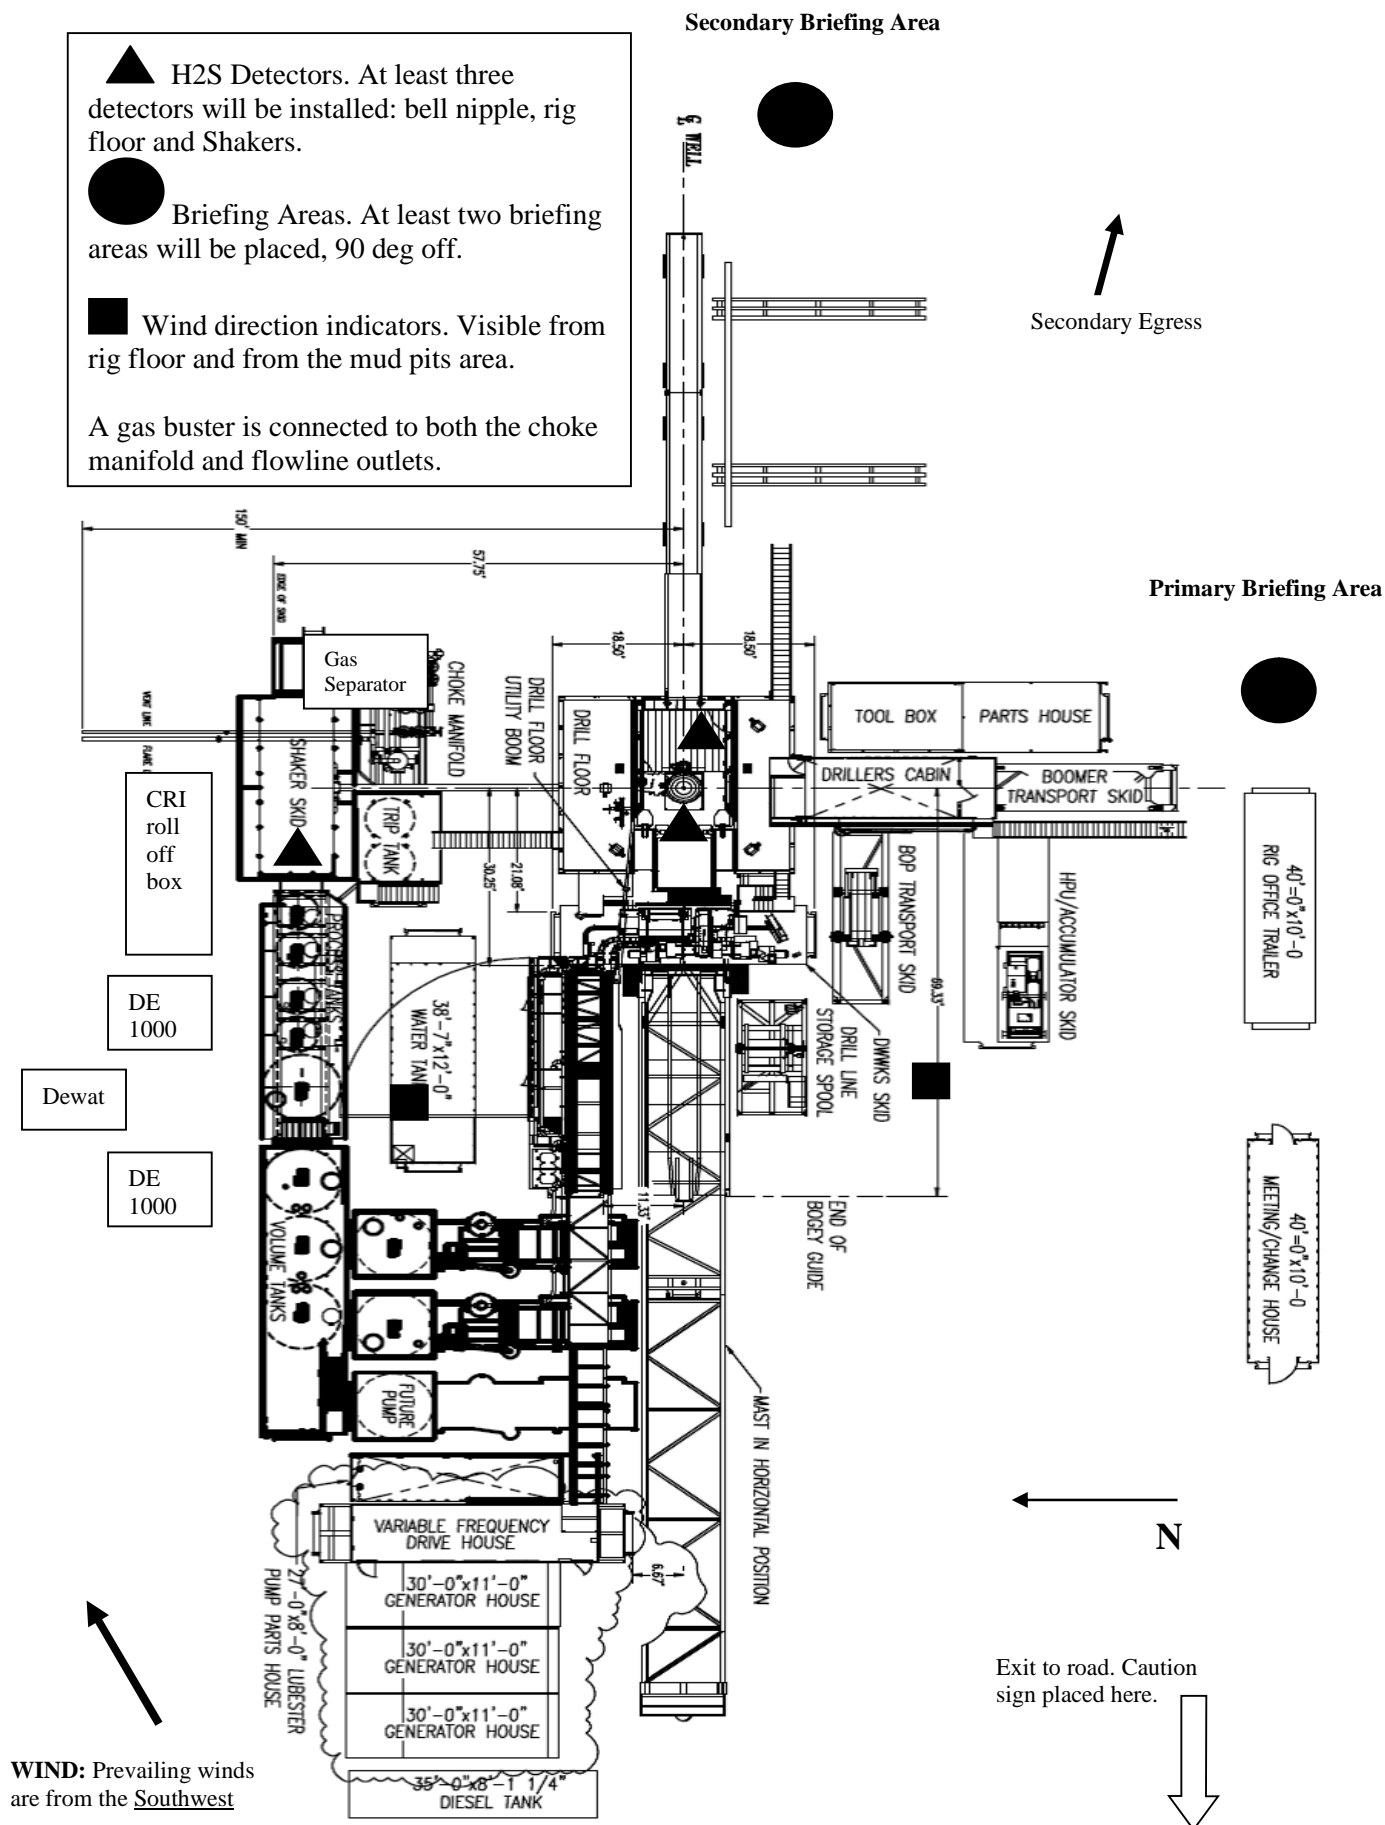 Secondary Briefing Area
H2S Detectors. At least three
detectors will be installed: bell nipple, rig
floor and Shakers.
Briefing Areas. At least two briefing
areas will be placed, 90 deg off.
Wind direction indicators. Visible from
rig floor and from the mud pits area.
A gas buster is connected to both the choke
manifold and flowline outlets.
WELL
Secondary Egress
150' MIN
57.75'
EDGE OF SKID
Primary Briefing Area
18.50'
18.50'
Gas
Separator
CHOKE MANIFOLD
DRILL FLOOR
UTILITY BOOM
DRILL FLOOR
TOOL BOX
PARTS HOUSE
VENT LINE
SHAKER SKID
DRILLERS CABIN
BOOMER
TRANSPORT SKID
CRI
roll
off
box
TRIP TANK
30.25'
21.08'
BOP TRANSPORT SKID
HPU/ACCUMULATOR SKID
40'=0"x10'-0
RIG OFFICE TRAILER
PROCESS TANKS
DE
1000
38'-7"x12'-0"
WATER TANK
69.33'
DRILL LINE
STORAGE SPOOL
DWWKS SKID
Dewat
DE
1000
11.33'
END OF
BOGEY GUIDE
40'=0"x10'-0
MEETING/CHANGE HOUSE
VOLUME TANKS
FUTURE
PUMP
MAST IN HORIZONTAL POSITION
N
VARIABLE FREQUENCY
DRIVE HOUSE
6.67'
27'-0"x8'-0" LUBESTER
PUMP PARTS HOUSE
30'-0"x11'-0"
GENERATOR HOUSE
30'-0"x11'-0"
GENERATOR HOUSE
30'-0"x11'-0"
GENERATOR HOUSE
Exit to road. Caution
sign placed here.
WIND: Prevailing winds
are from the Southwest
35'-0"x8'-1 1/4"
DIESEL TANK